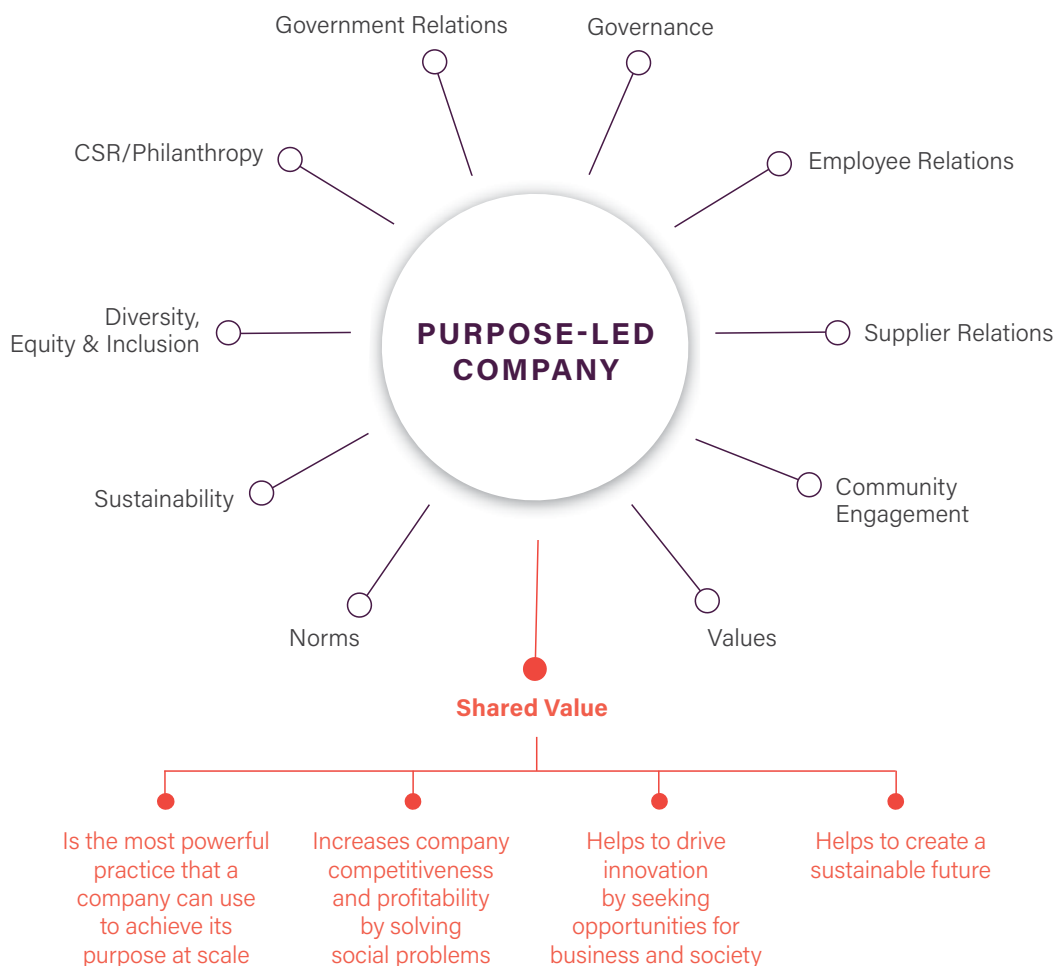 Government Relations
Governance
CSR/Philanthropy
Employee Relations
PURPOSE-LED
COMPANY
Diversity,
Equity & Inclusion
Supplier Relations
Sustainability
Community
Engagement
Norms
Values
Shared Value
Is the most powerful
practice that a
company can use
to achieve its
purpose at scale
Increases company
competitiveness
and profitability
by solving
social problems
Helps to drive
innovation
by seeking
opportunities for
business and society
Helps to create a
sustainable future